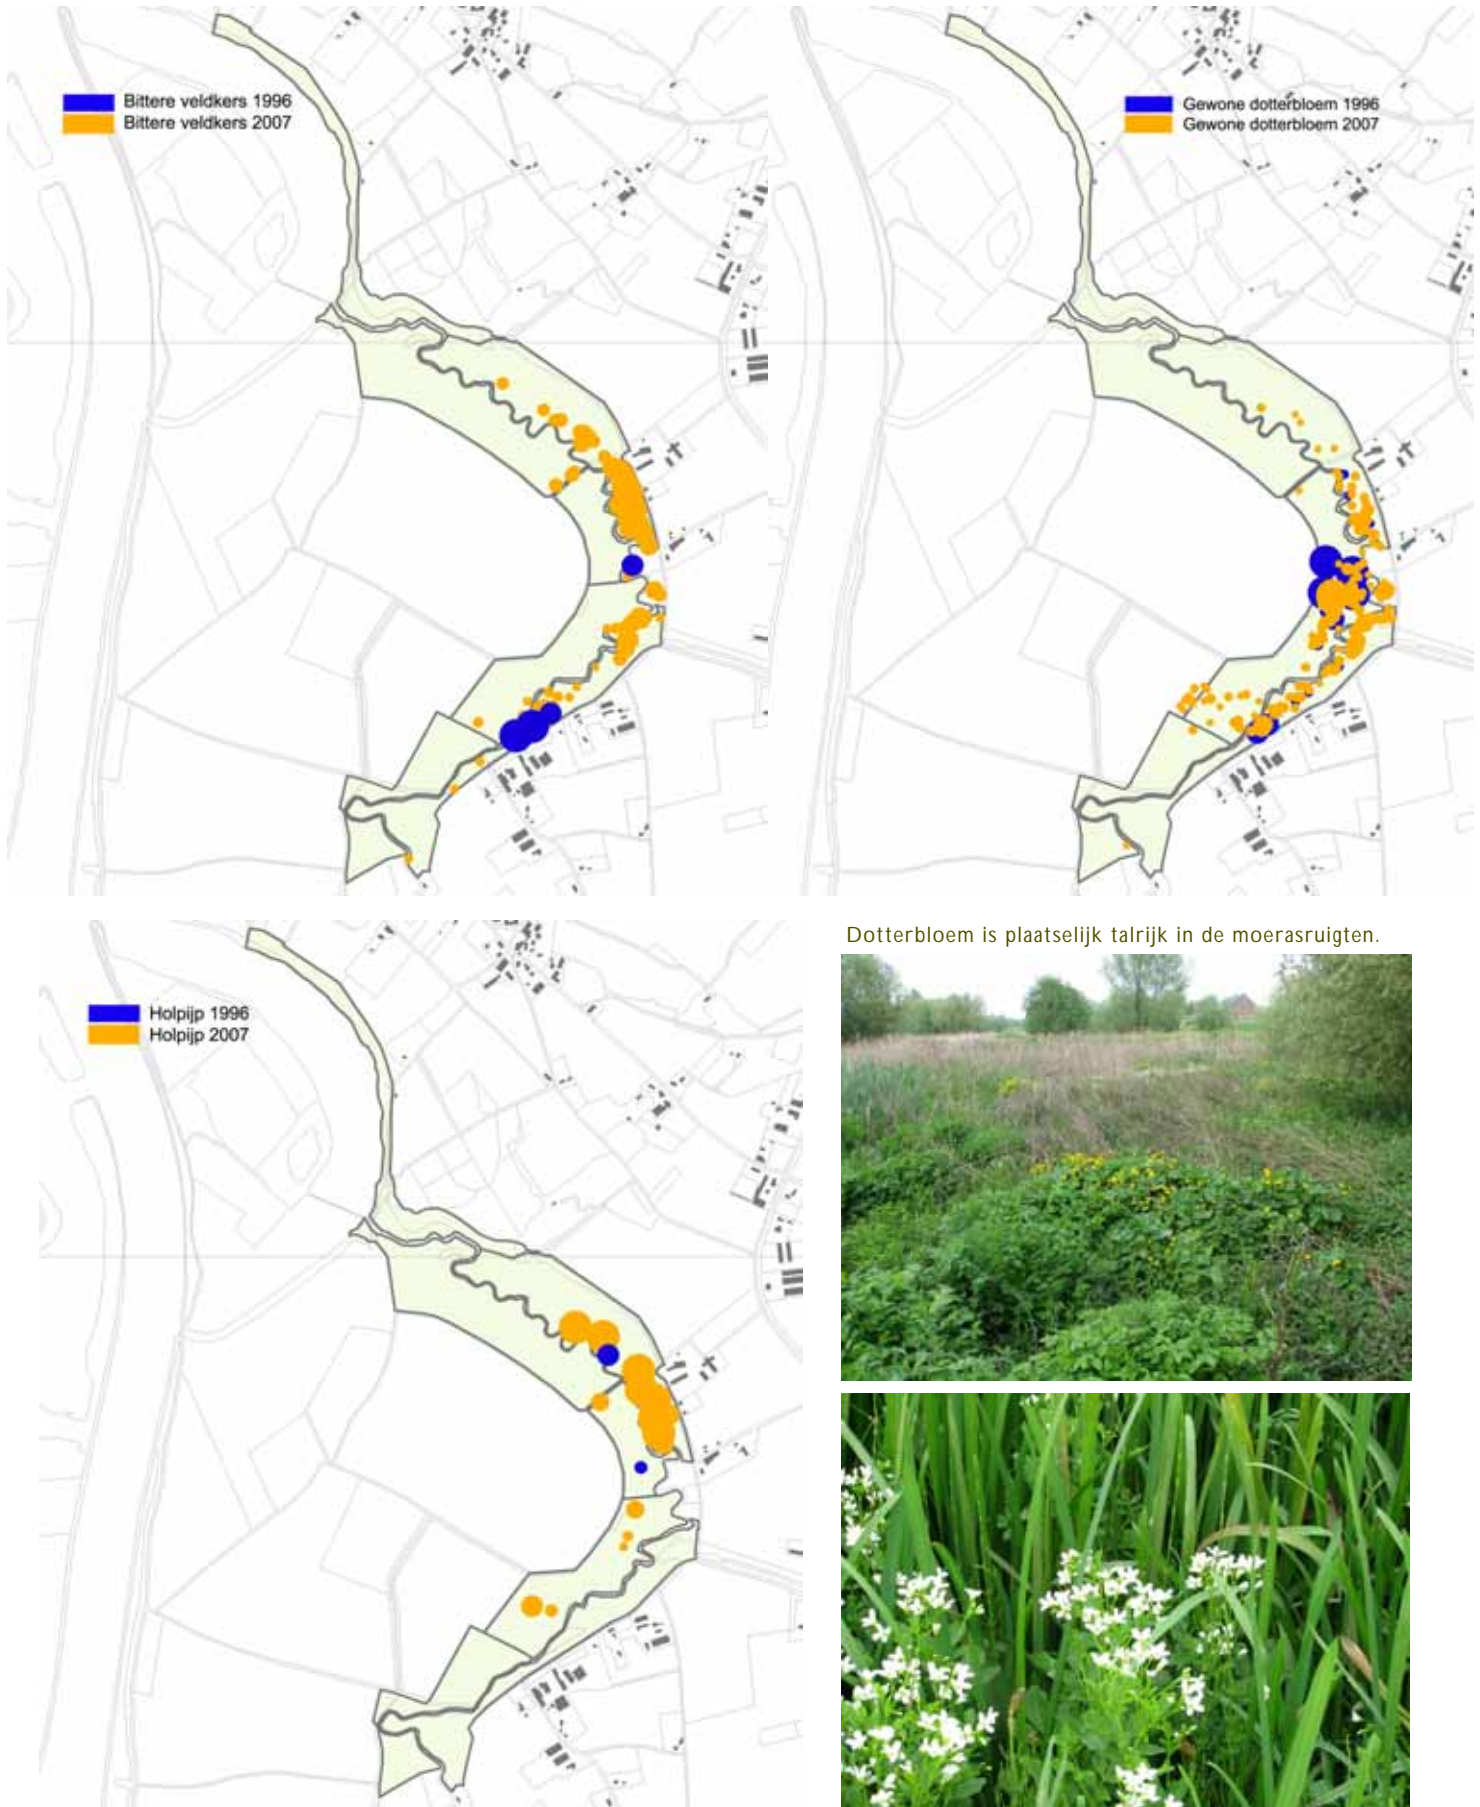 Bittere veldkers 1996
Bittere veldkers 2007
Gewone dotterbloem 1996
Gewone dotterbloem 2007
Holpijp 1996
Holpijp 2007
Dotterbloem is plaatselijk talrijk in de moerasruigten.